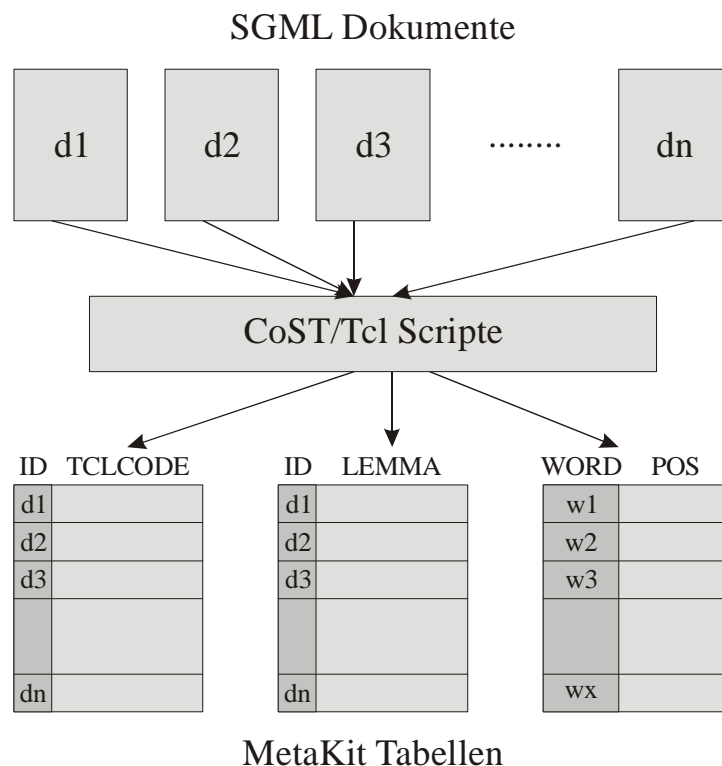 SGML Dokumente
d1 d2 d3 ........ dn
CoST/Tcl Scripte
ID TCLCODE
d1
d2
d3
dn
ID LEMMA
d1
d2
d3
dn
WORD POS
w1
w2
w3
wx
MetaKit Tabellen